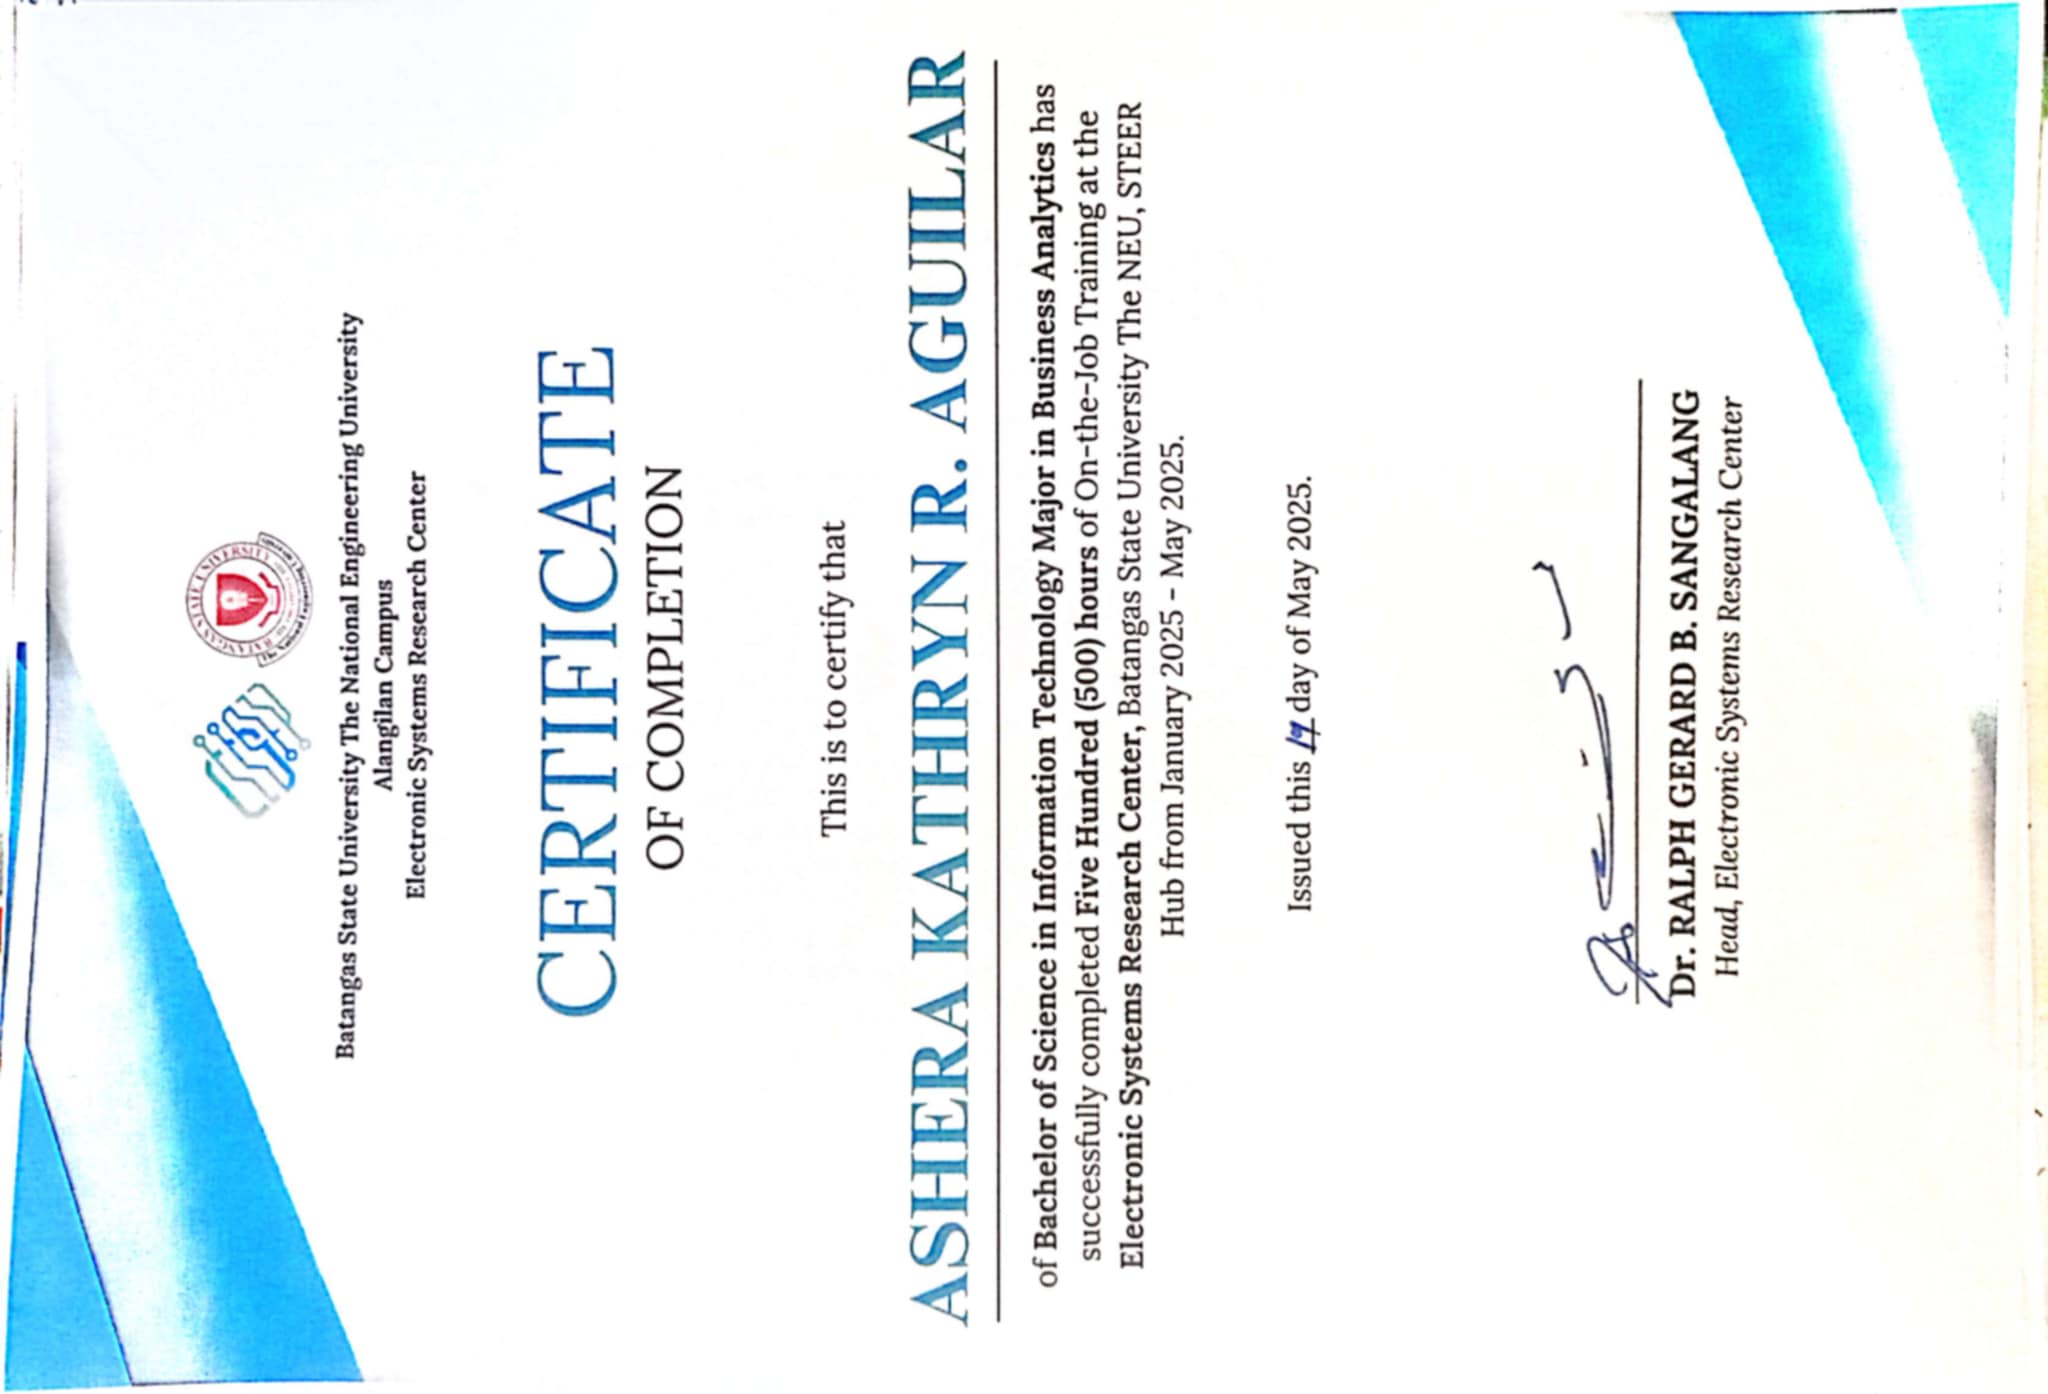 BATANGAS STATE UNIVERSITY
The National Engineering University
Batangas State University The National Engineering University
Alangilan Campus
Electronic Systems Research Center
CERTIFICATE
OF COMPLETION
This is to certify that
ASHERA KATHRYN R. AGUILAR
of Bachelor of Science in Information Technology Major in Business Analytics has
successfully completed Five Hundred (500) hours of On-the-Job Training at the
Electronic Systems Research Center, Batangas State University The NEU, STEER
Hub from January 2025 - May 2025.
Issued this 19 day of May 2025.
Dr. RALPH GERARD B. SANGALANG
Head, Electronic Systems Research Center